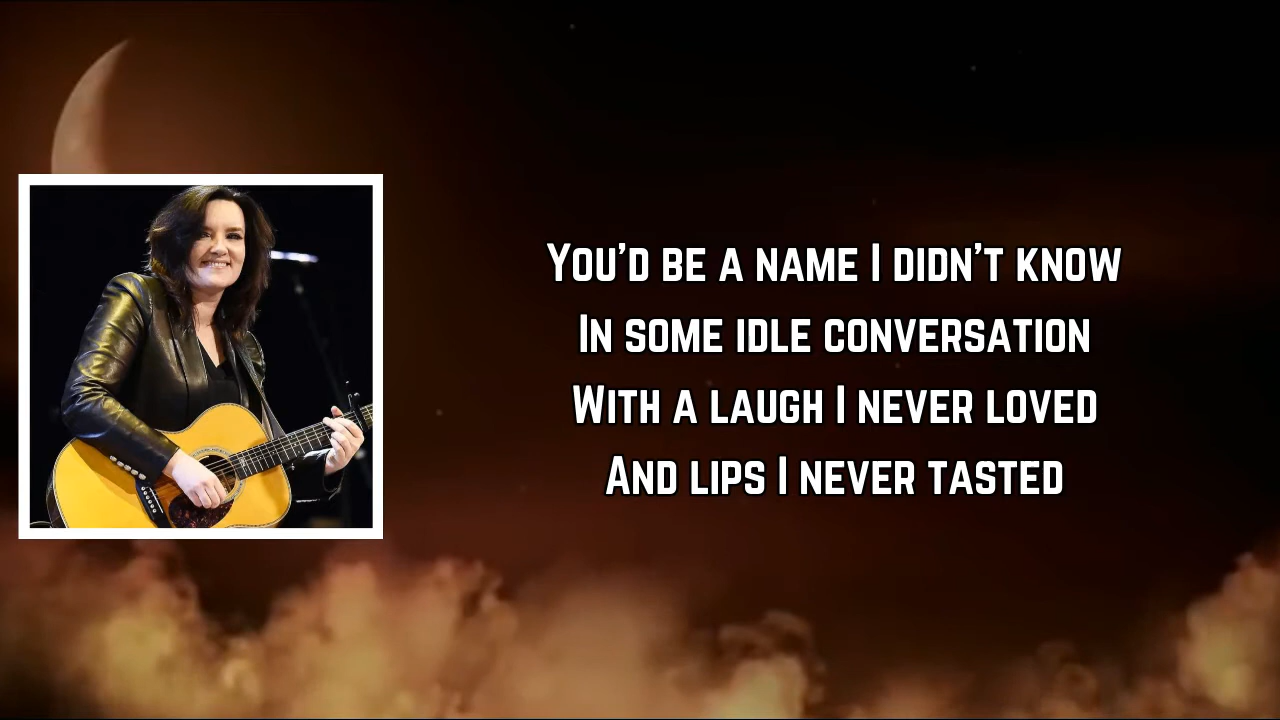 You'd be a name I didn't know
In some idle conversation
With a laugh I never loved
And lips I never tasted